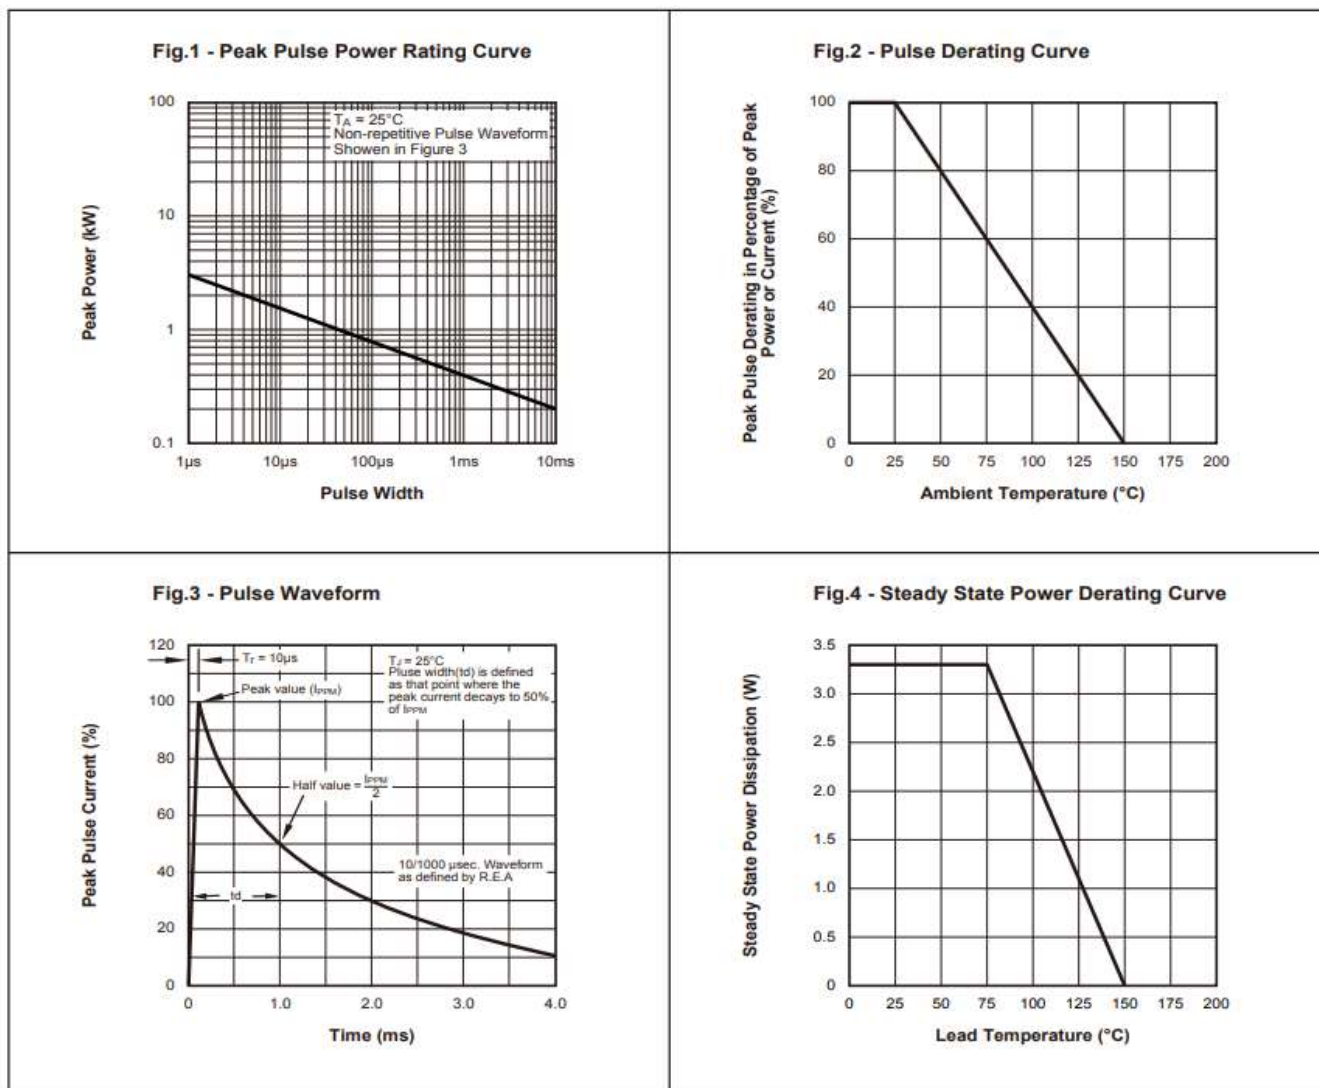 Fig.1 - Peak Pulse Power Rating Curve
Peak Power (kW)
100
10
1
0.1
TA = 25°C
Non-repetitive Pulse Waveform
Showen in Figure 3
1µs 10µs 100µs 1ms 10ms
Pulse Width
Fig.2 - Pulse Derating Curve
Peak Pulse Derating in Percentage of Peak
Power or Current (%)
100
80
60
40
20
0
0 25 50 75 100 125 150 175 200
Ambient Temperature (°C)
Fig.3 - Pulse Waveform
Peak Pulse Current (%)
120
100
80
60
40
20
0
Tr = 10µs
Peak value (IPPM)
TJ = 25°C
Pluse width(td) is defined
as that point where the
peak current decays to 50%
of IPPM
Half value = IPPM
2
10/1000 µsec. Waveform
as defined by R.E.A
td
0 1.0 2.0 3.0 4.0
Time (ms)
Fig.4 - Steady State Power Derating Curve
Steady State Power Dissipation (W)
3.5
3.0
2.5
2.0
1.5
1.0
0.5
0
0 25 50 75 100 125 150 175 200
Lead Temperature (°C)